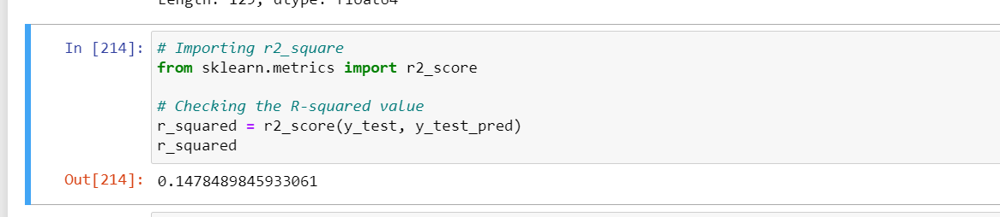 Length: 129, dtype: float64
In [214]:
# Importing r2_square
from sklearn.metrics import r2_score
# Checking the R-squared value
r_squared = r2_score(y_test, y_test_pred)
r_squared
Out[214]:
0.1478489845933061